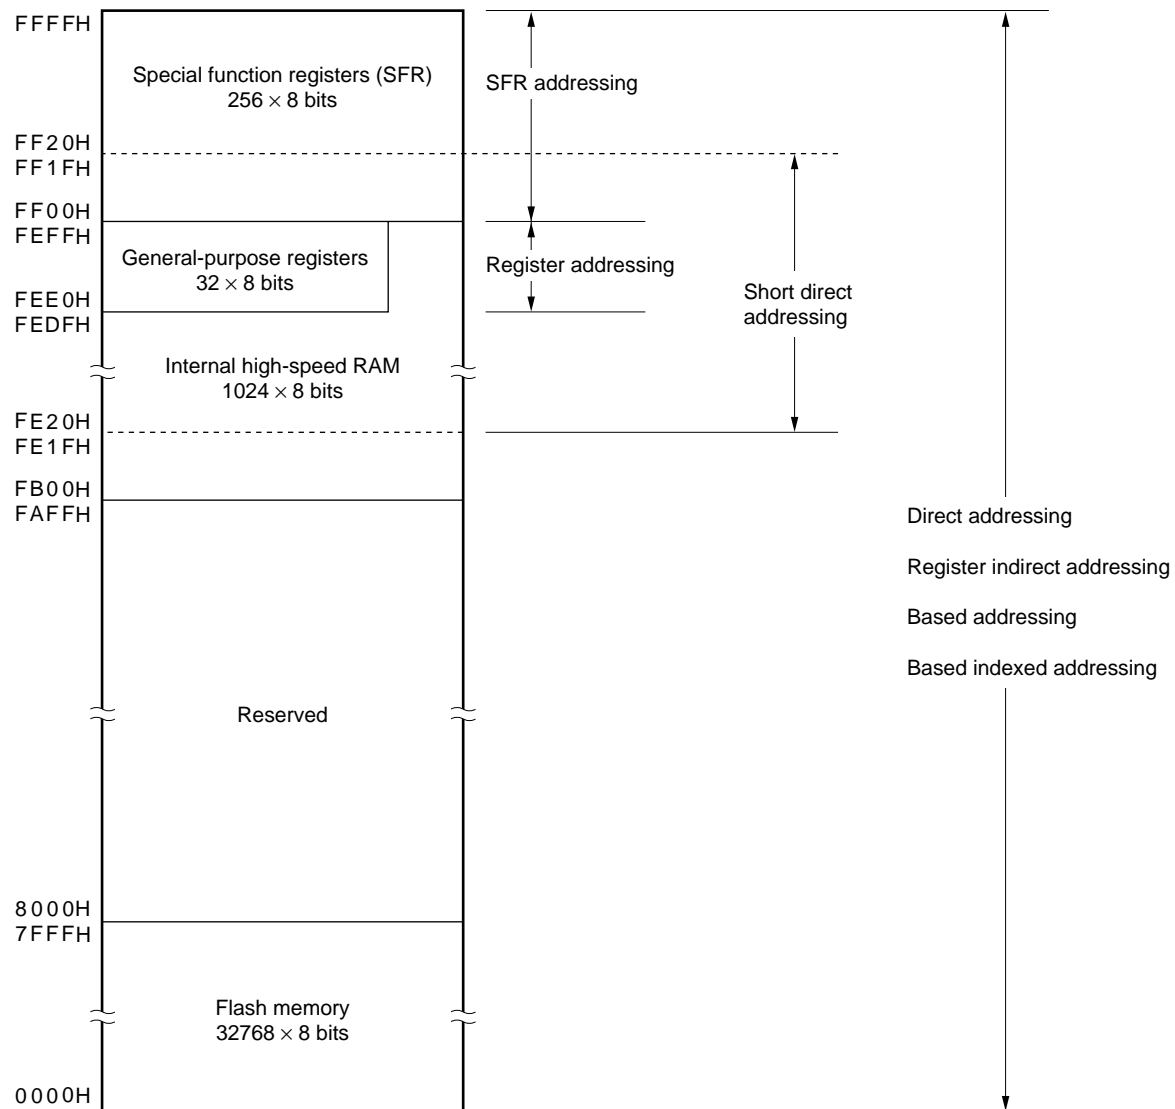 FFFFH
Special function registers (SFR)
256 × 8 bits
SFR addressing
FF20H
FF1FH
FF00H
FEFFH
General-purpose registers
32 × 8 bits
Register addressing
Short direct
addressing
FEE0H
FEDFH
Internal high-speed RAM
1024 × 8 bits
FE20H
FE1FH
FB00H
FAFFH
Direct addressing
Register indirect addressing
Based addressing
Based indexed addressing
Reserved
8000H
7FFFH
Flash memory
32768 × 8 bits
0000H